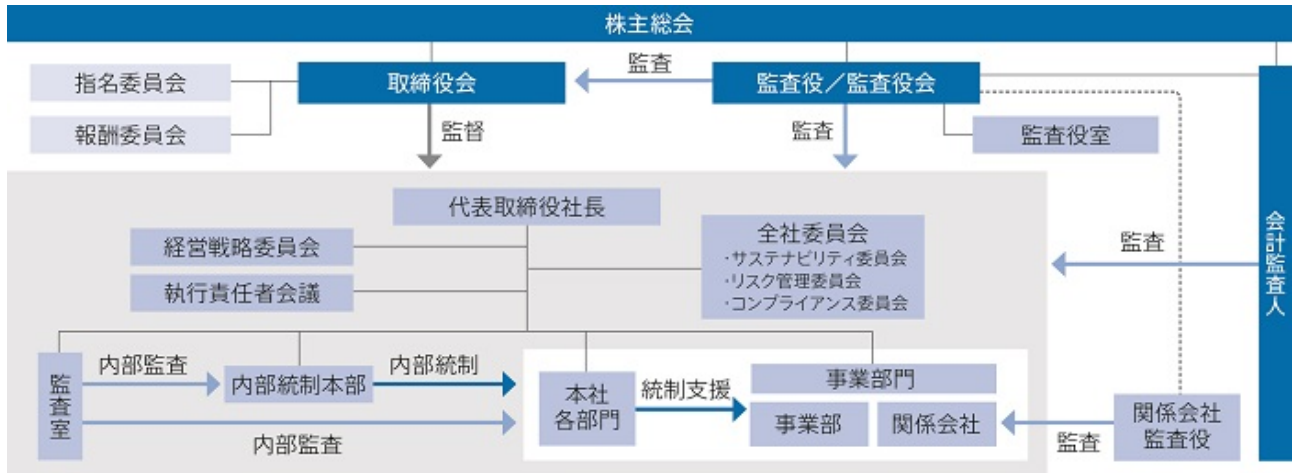 株主総会
指名委員会
報酬委員会
取締役会
監査
監査役／監査役会
監督
監査
監査役室
代表取締役社長
経営戦略委員会
執行責任者会議
全社委員会
・サステナビリティ委員会
・リスク管理委員会
・コンプライアンス委員会
監査
会計監査人
監査室
内部監査
内部統制本部
内部統制
内部監査
本社
各部門
統制支援
事業部門
事業部
関係会社
監査
関係会社
監査役